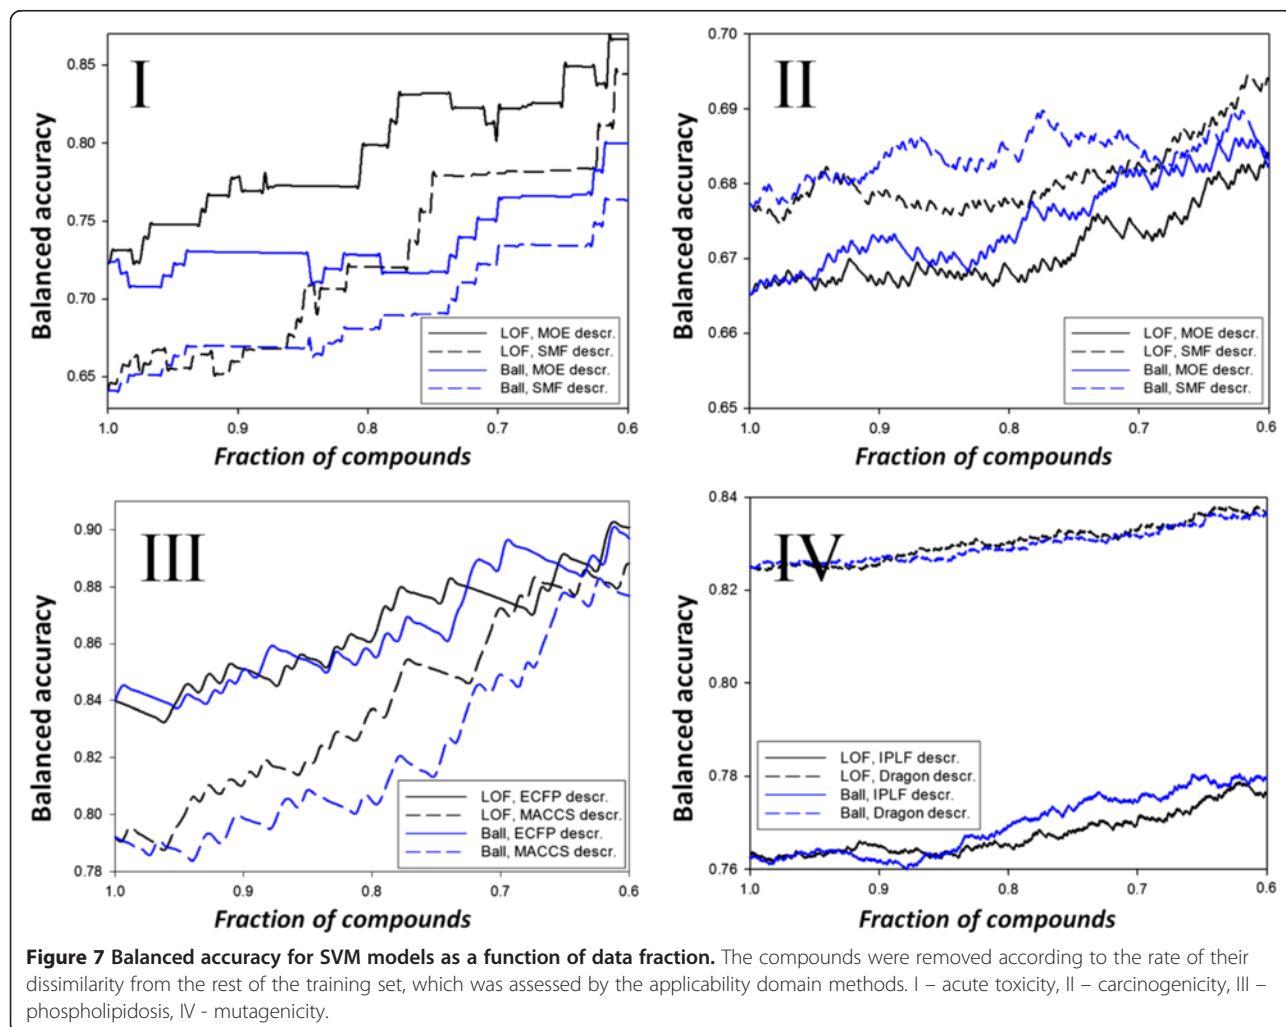 I
Balanced accuracy
0.85
0.80
0.75
0.70
0.65
LOF, MOE descr.
LOF, SMF descr.
Ball, MOE descr.
Ball, SMF descr.
1.0 0.9 0.8 0.7 0.6
Fraction of compounds
II
Balanced accuracy
0.70
0.69
0.68
0.67
0.66
0.65
LOF, MOE descr.
LOF, SMF descr.
Ball, MOE descr.
Ball, SMF descr.
1.0 0.9 0.8 0.7 0.6
Fraction of compounds
III
Balanced accuracy
0.90
0.88
0.86
0.84
0.82
0.80
0.78
LOF, ECFP descr.
LOF, MACCS descr.
Ball, ECFP descr.
Ball, MACCS descr.
1.0 0.9 0.8 0.7 0.6
Fraction of compounds
IV
Balanced accuracy
0.84
0.82
0.80
0.78
0.76
LOF, IPLF descr.
LOF, Dragon descr.
Ball, IPLF descr.
Ball, Dragon descr.
1.0 0.9 0.8 0.7 0.6
Fraction of compounds
Figure 7 Balanced accuracy for SVM models as a function of data fraction. The compounds were removed according to the rate of their
dissimilarity from the rest of the training set, which was assessed by the applicability domain methods. I – acute toxicity, II – carcinogenicity, III –
phospholipidosis, IV - mutagenicity.